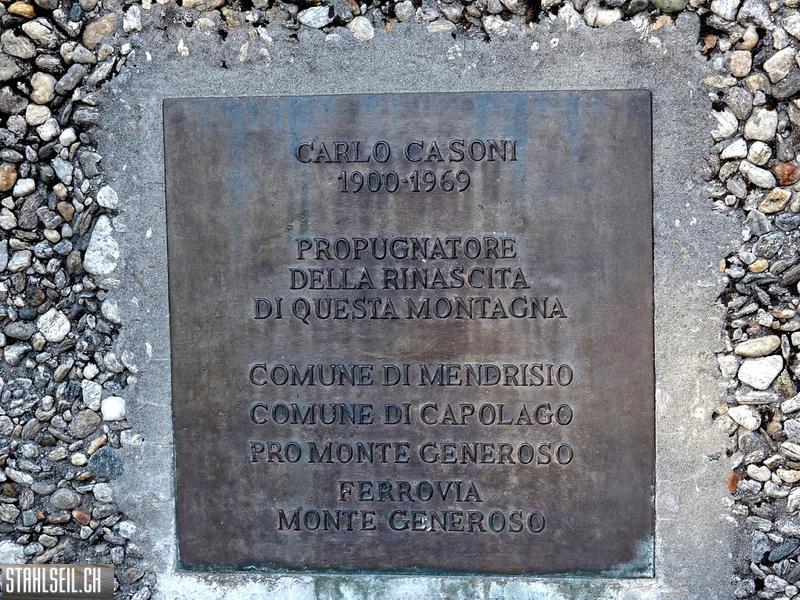 CARLO CASONI
1900-1969
PROPUGNATORE
DELLA RINASCITA
DI QUESTA MONTAGNA
COMUNE DI MENDRISIO
COMUNE DI CAPOLAGO
PRO MONTE GENEROSO
FERROVIA
MONTE GENEROSO
STAHLSEIL.CH